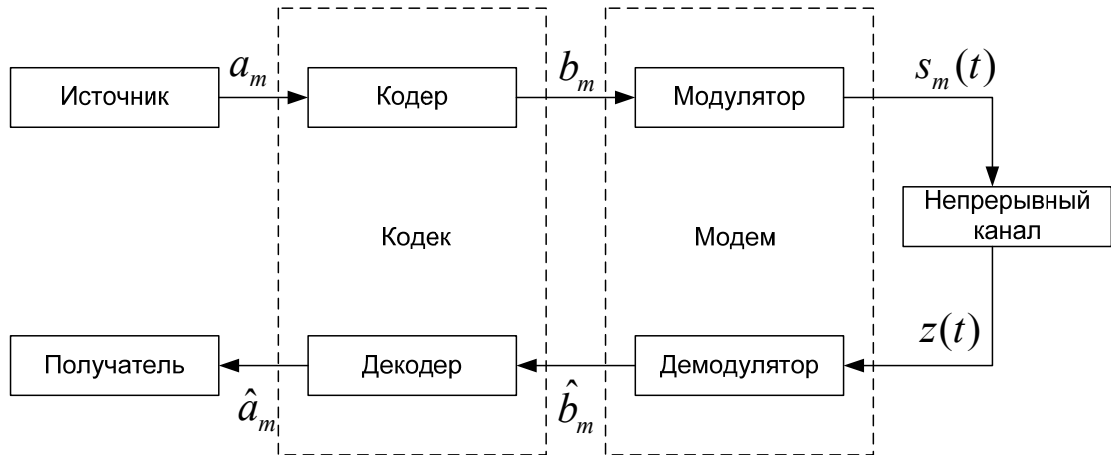 Источник
a_m
Кодер
b_m
Модулятор
s_m(t)
Непрерывный
канал
Кодек
Модем
z(t)
Получатель
â_m
Декодер
b̂_m
Демодулятор